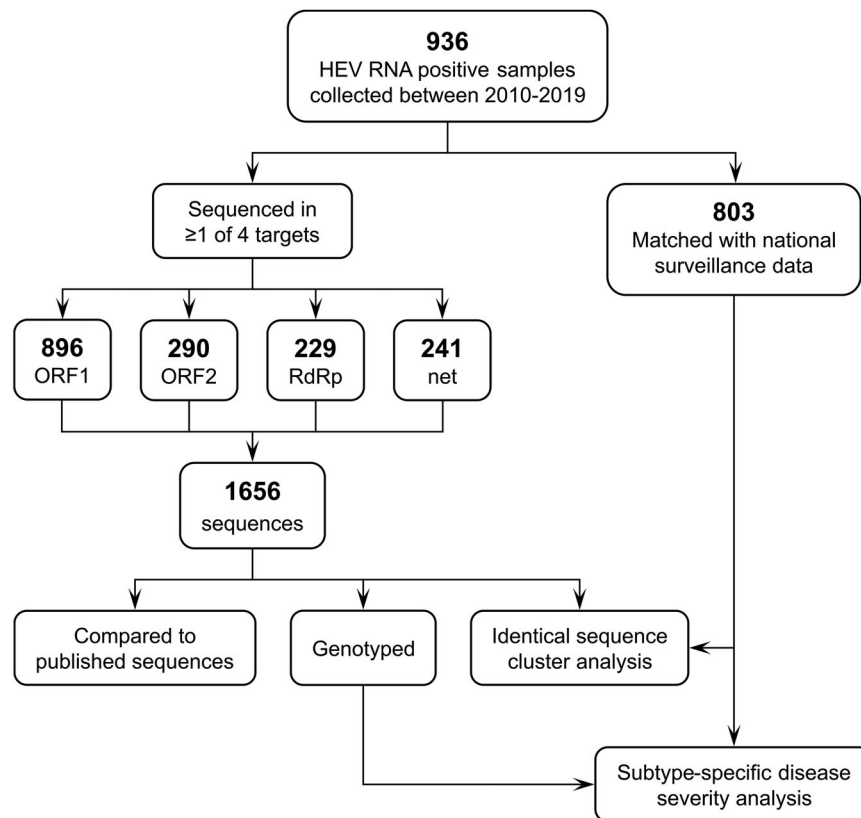 936
HEV RNA positive samples
collected between 2010-2019
Sequenced in
≥1 of 4 targets
803
Matched with national
surveillance data
896
ORF1
290
ORF2
229
RdRp
241
net
1656
sequences
Compared to
published sequences
Genotyped
Identical sequence
cluster analysis
Subtype-specific disease
severity analysis